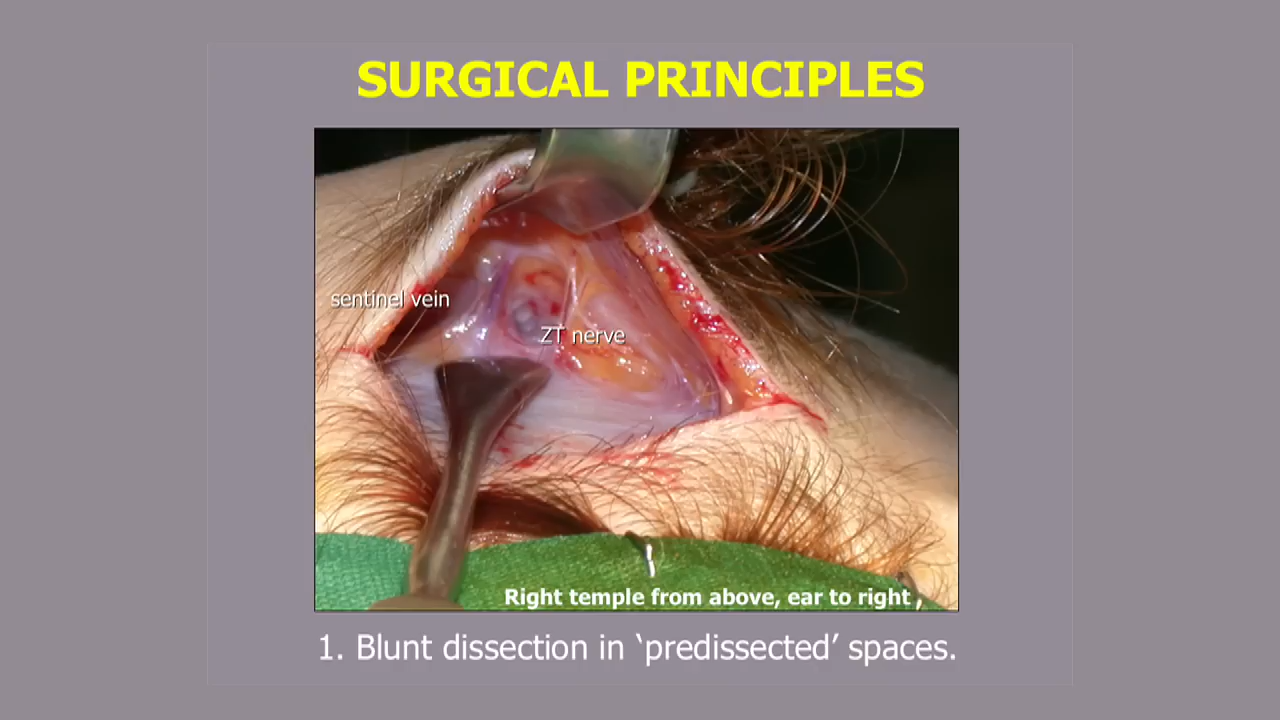 SURGICAL PRINCIPLES
sentinel vein
ZT nerve
Right temple from above, ear to right
1. Blunt dissection in ‘predissected’ spaces.